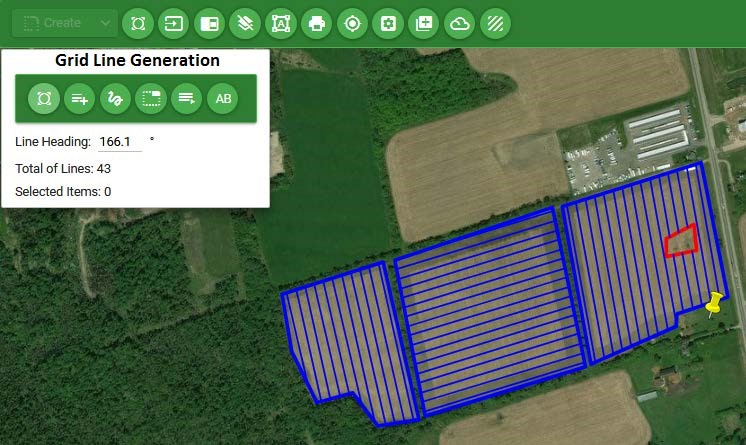 Create
A
Grid Line Generation
AB
Line Heading: 166.1 °
Total of Lines: 43
Selected Items: 0